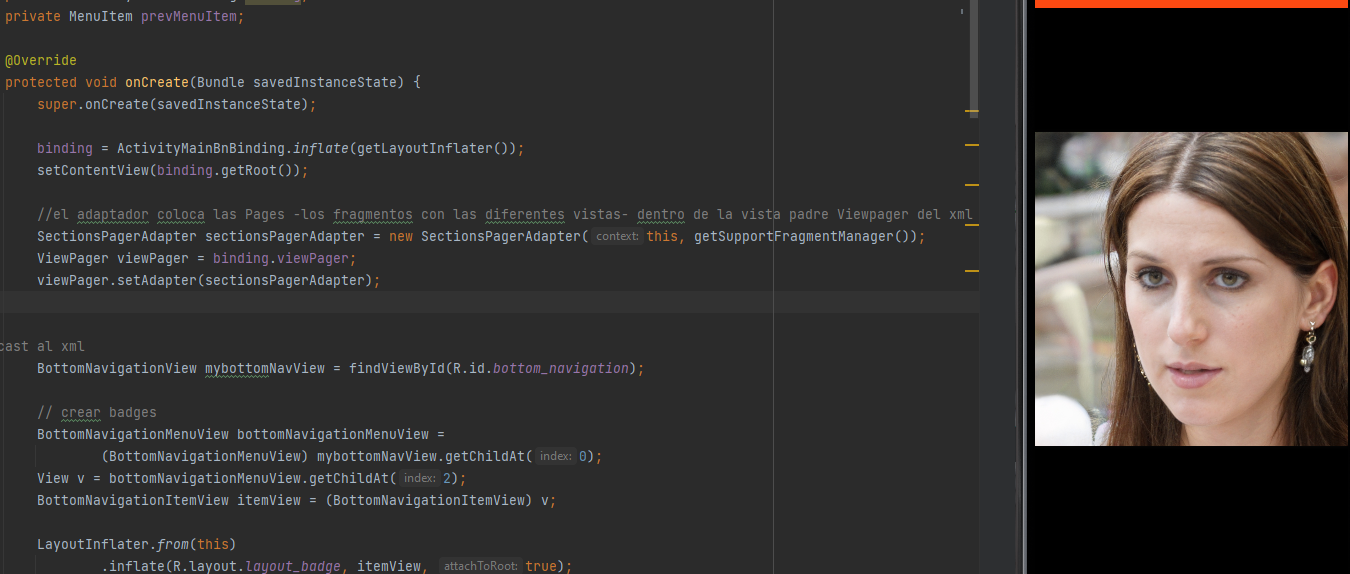 private MenuItem prevMenuItem;
@Override
protected void onCreate(Bundle savedInstanceState) {
super.onCreate(savedInstanceState);
binding = ActivityMainBnBinding.inflate(getLayoutInflater());
setContentView(binding.getRoot());
//el adaptador coloca las Pages -los fragmentos con las diferentes vistas- dentro de la vista padre Viewpager del xml
SectionsPagerAdapter sectionsPagerAdapter = new SectionsPagerAdapter( context: this, getSupportFragmentManager());
ViewPager viewPager = binding.viewPager;
viewPager.setAdapter(sectionsPagerAdapter);
cast al xml
BottomNavigationView mybottomNavView = findViewById(R.id.bottom_navigation);
// crear badges
BottomNavigationMenuView bottomNavigationMenuView =
(BottomNavigationMenuView) mybottomNavView.getChildAt( index: 0);
View v = bottomNavigationMenuView.getChildAt( index: 2);
BottomNavigationItemView itemView = (BottomNavigationItemView) v;
LayoutInflater.from(this)
.inflate(R.layout.layout_badge, itemView, attachToRoot: true);